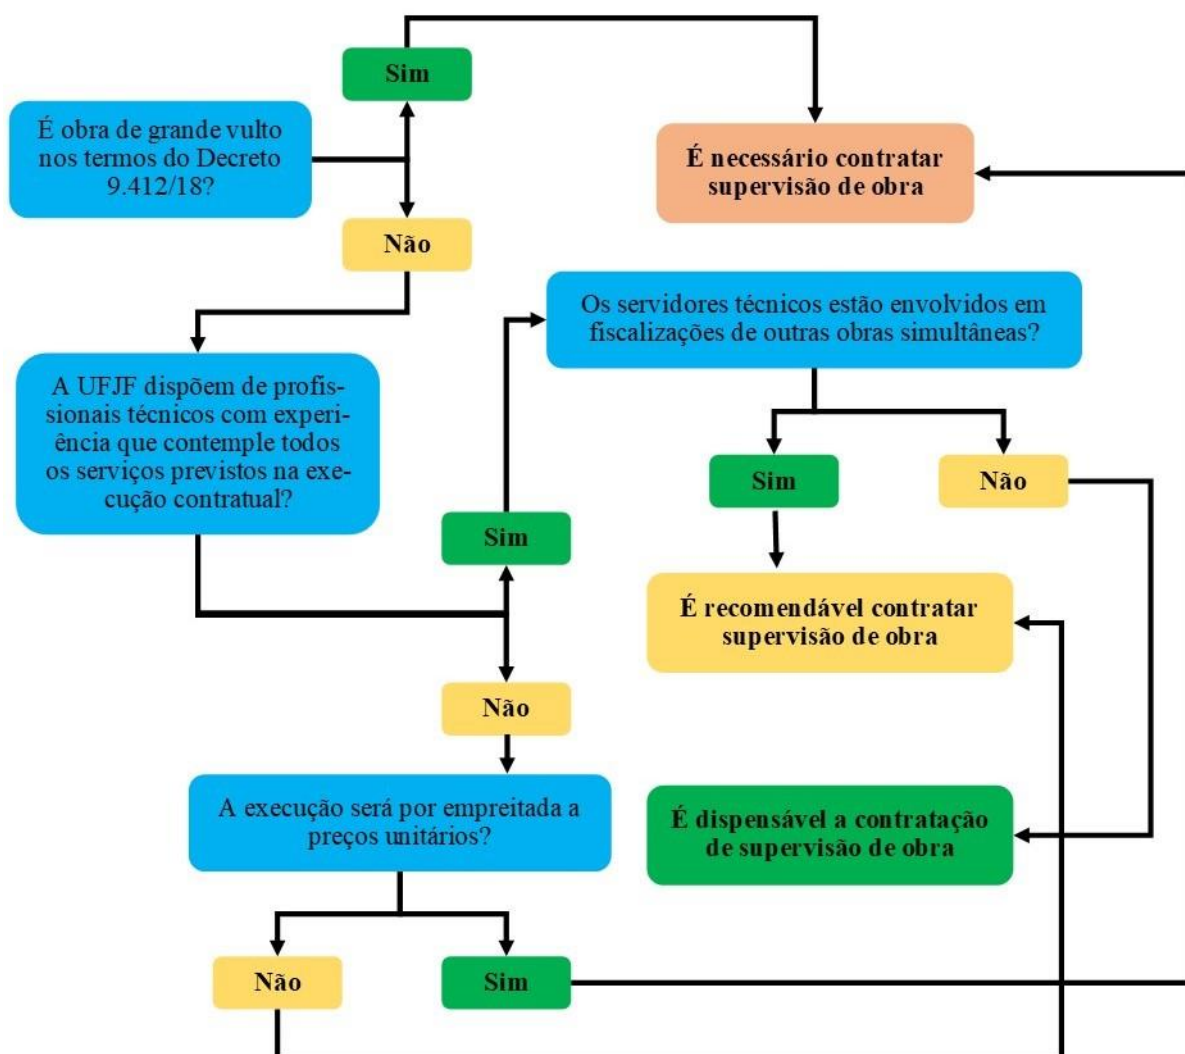 Sim
É obra de grande vulto
nos termos do Decreto
9.412/18?
É necessário contratar
supervisão de obra
Não
Os servidores técnicos estão envolvidos em
fiscalizações de outras obras simultâneas?
A UFJF dispõem de profis-
sionais técnicos com experi-
ência que contemple todos
os serviços previstos na exe-
cução contratual?
Sim
Não
Sim
É recomendável contratar
supervisão de obra
Não
A execução será por empreitada a
preços unitários?
É dispensável a contratação
de supervisão de obra
Não
Sim